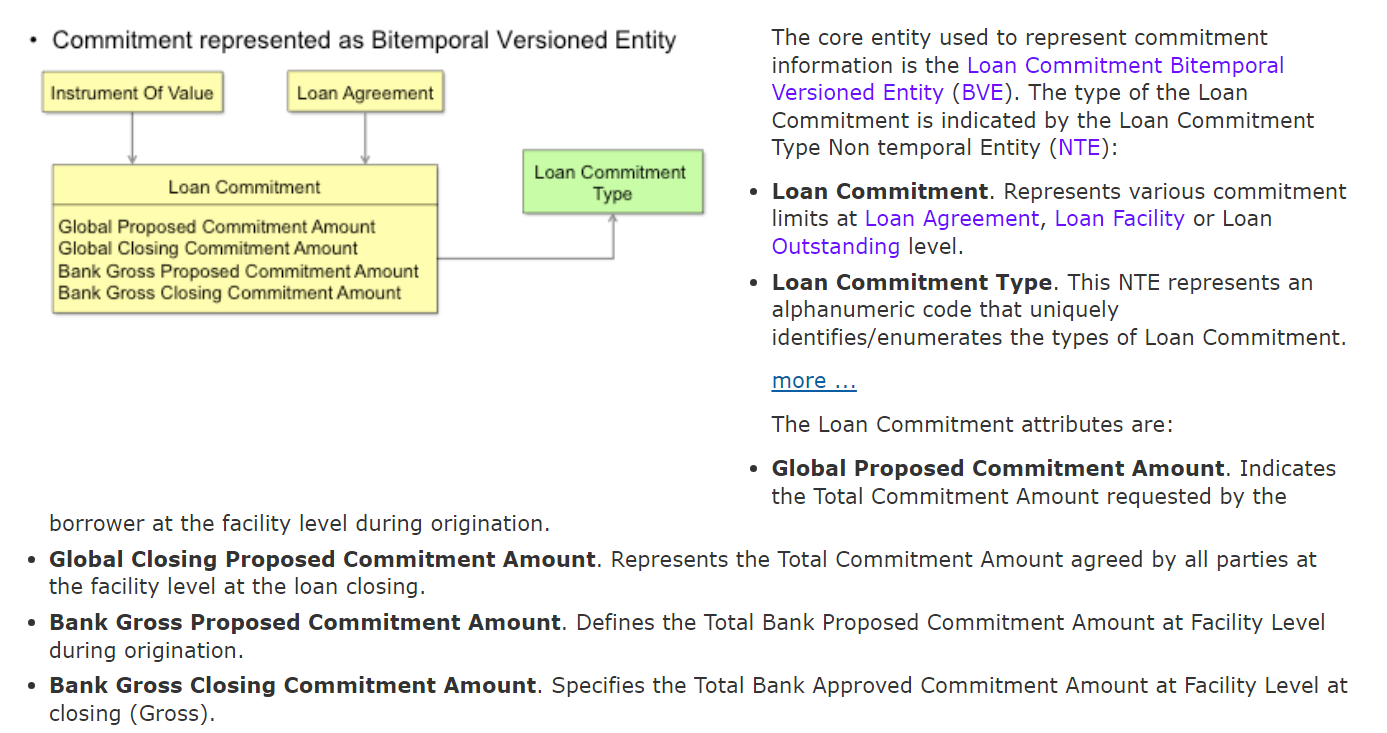 • Commitment represented as Bitemporal Versioned Entity
Instrument Of Value
Loan Agreement
Loan Commitment
Global Proposed Commitment Amount
Global Closing Commitment Amount
Bank Gross Proposed Commitment Amount
Bank Gross Closing Commitment Amount
Loan Commitment
Type
The core entity used to represent commitment
information is the Loan Commitment Bitemporal
Versioned Entity (BVE). The type of the Loan
Commitment is indicated by the Loan Commitment
Type Non temporal Entity (NTE):
• Loan Commitment. Represents various commitment
limits at Loan Agreement, Loan Facility or Loan
Outstanding level.
• Loan Commitment Type. This NTE represents an
alphanumeric code that uniquely
identifies/enumerates the types of Loan Commitment.
more ...
The Loan Commitment attributes are:
• Global Proposed Commitment Amount. Indicates
the Total Commitment Amount requested by the
borrower at the facility level during origination.
• Global Closing Proposed Commitment Amount. Represents the Total Commitment Amount agreed by all parties at
the facility level at the loan closing.
• Bank Gross Proposed Commitment Amount. Defines the Total Bank Proposed Commitment Amount at Facility Level
during origination.
• Bank Gross Closing Commitment Amount. Specifies the Total Bank Approved Commitment Amount at Facility Level at
closing (Gross).